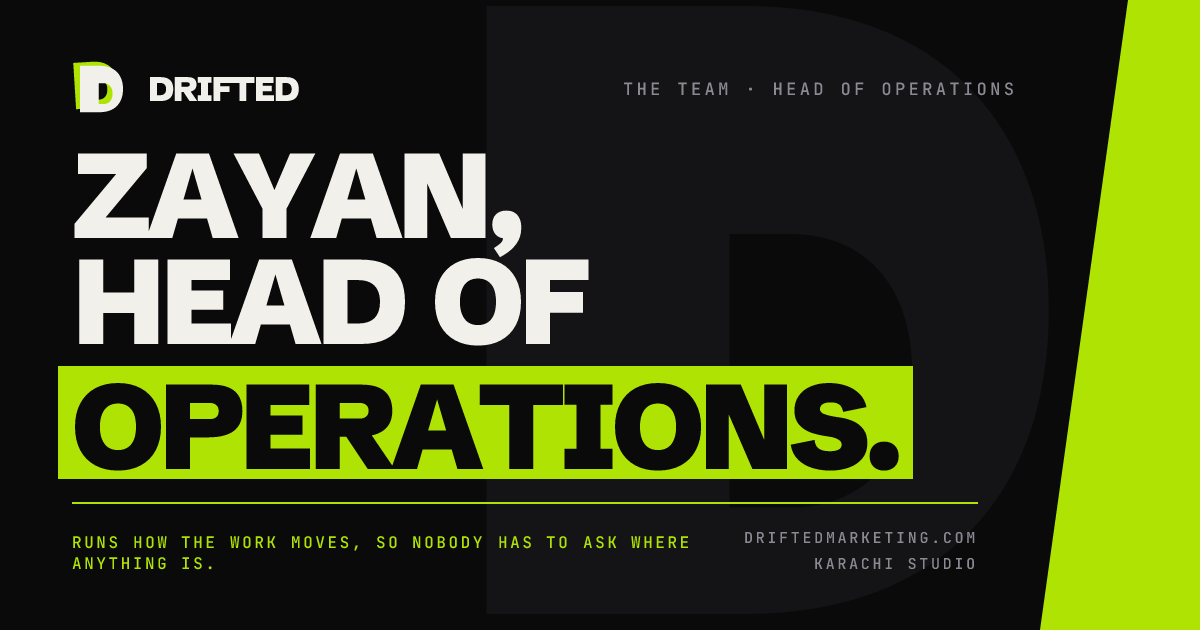 DRIFTED
THE TEAM · HEAD OF OPERATIONS
ZAYAN,
HEAD OF
OPERATIONS.
RUNS HOW THE WORK MOVES, SO NOBODY HAS TO ASK WHERE
ANYTHING IS.
DRIFTEDMARKETING.COM
KARACHI STUDIO